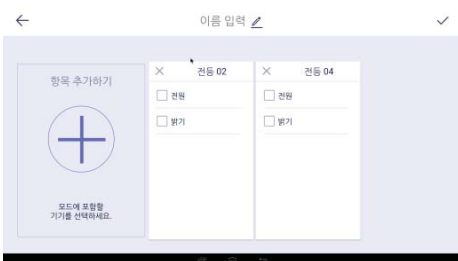 이름 입력
항목 추가하기
모드에 포함할
기기를 선택하세요.
전등 02
전원
밝기
전등 04
전원
밝기